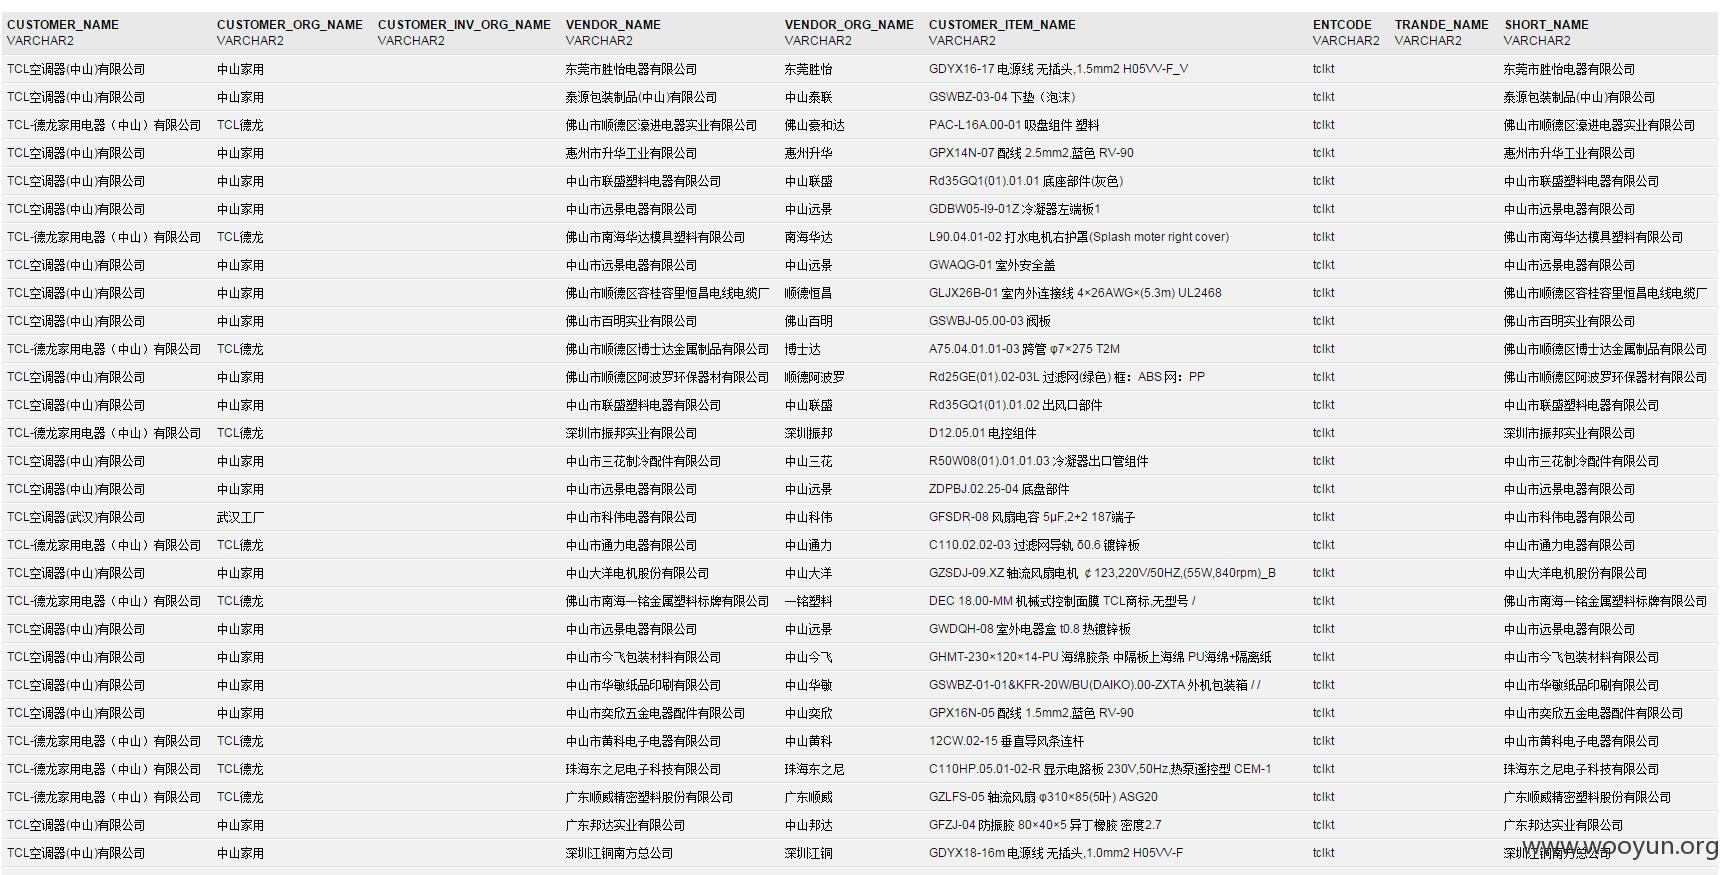 CUSTOMER_NAME CUSTOMER_ORG_NAME CUSTOMER_INV_ORG_NAME VENDOR_NAME VENDOR_ORG_NAME CUSTOMER_ITEM_NAME ENTCODE TRANDE_NAME SHORT_NAME
VARCHAR2 VARCHAR2 VARCHAR2 VARCHAR2 VARCHAR2 VARCHAR2 VARCHAR2 VARCHAR2 VARCHAR2
TCL空调器(中山)有限公司 中山家用 东莞市胜怡电器有限公司 东莞胜怡 GDYX16-17 电源线 无插头,1.5mm2 H05VV-F_V tclkt 东莞市胜怡电器有限公司
TCL空调器(中山)有限公司 中山家用 泰源包装制品(中山)有限公司 中山泰联 GSWBZ-03-04 下垫（泡沫) tclkt 泰源包装制品(中山)有限公司
TCL-德龙家用电器（中山）有限公司 TCL德龙 佛山市顺德区濠进电器实业有限公司 佛山豪和达 PAC-L16A.00-01 吸盘组件 塑料 tclkt 佛山市顺德区濠进电器实业有限公司
TCL空调器(中山)有限公司 中山家用 惠州市升华工业有限公司 惠州升华 GPX14N-07 配线 2.5mm2,蓝色 RV-90 tclkt 惠州市升华工业有限公司
TCL空调器(中山)有限公司 中山家用 中山市联盛塑料电器有限公司 中山联盛 Rd35GQ1(01).01.01 底座部件(灰色) tclkt 中山市联盛塑料电器有限公司
TCL空调器(中山)有限公司 中山家用 中山市远景电器有限公司 中山远景 GDBW05-I9-01Z 冷凝器左端板1 tclkt 中山市远景电器有限公司
TCL-德龙家用电器（中山）有限公司 TCL德龙 佛山市南海华达模具塑料有限公司 南海华达 L90.04.01-02 打水电机右护罩(Splash moter right cover) tclkt 佛山市南海华达模具塑料有限公司
TCL空调器(中山)有限公司 中山家用 中山市远景电器有限公司 中山远景 GWAQG-01 室外安全盖 tclkt 中山市远景电器有限公司
TCL空调器(中山)有限公司 中山家用 佛山市顺德区容桂容里恒昌电线电缆厂 顺德恒昌 GLJX26B-01 室内外连接线 4×26AWG×(5.3m) UL2468 tclkt 佛山市顺德区容桂容里恒昌电线电缆厂
TCL空调器(中山)有限公司 中山家用 佛山市百明实业有限公司 佛山百明 GSWBJ-05.00-03 阀板 tclkt 佛山市百明实业有限公司
TCL-德龙家用电器（中山）有限公司 TCL德龙 佛山市顺德区博士达金属制品有限公司 博士达 A75.04.01.01-03 跨管 φ7×275 T2M tclkt 佛山市顺德区博士达金属制品有限公司
TCL空调器(中山)有限公司 中山家用 佛山市顺德区阿波罗环保器材有限公司 顺德阿波罗 Rd25GE(01).02-03L 过滤网(绿色) 框：ABS 网：PP tclkt 佛山市顺德区阿波罗环保器材有限公司
TCL空调器(中山)有限公司 中山家用 中山市联盛塑料电器有限公司 中山联盛 Rd35GQ1(01).01.02 出风口部件 tclkt 中山市联盛塑料电器有限公司
TCL-德龙家用电器（中山）有限公司 TCL德龙 深圳市振邦实业有限公司 深圳振邦 D12.05.01 电控组件 tclkt 深圳市振邦实业有限公司
TCL空调器(中山)有限公司 中山家用 中山市三花制冷配件有限公司 中山三花 R50W08(01).01.01.03 冷凝器出口管组件 tclkt 中山市三花制冷配件有限公司
TCL空调器(中山)有限公司 中山家用 中山市远景电器有限公司 中山远景 ZDPBJ.02.25-04 底盘部件 tclkt 中山市远景电器有限公司
TCL空调器(武汉)有限公司 武汉工厂 中山市科伟电器有限公司 中山科伟 GFSDR-08 风扇电容 5μF,2+2 187端子 tclkt 中山市科伟电器有限公司
TCL-德龙家用电器（中山）有限公司 TCL德龙 中山市通力电器有限公司 中山通力 C110.02.02-03 过滤网导轨 δ0.6 镀锌板 tclkt 中山市通力电器有限公司
TCL空调器(中山)有限公司 中山家用 中山大洋电机股份有限公司 中山大洋 GZSDJ-09.XZ 轴流风扇电机 ￠123,220V/50HZ,(55W,840rpm)_B tclkt 中山大洋电机股份有限公司
TCL-德龙家用电器（中山）有限公司 TCL德龙 佛山市南海一铭金属塑料标牌有限公司 一铭塑料 DEC 18.00-MM 机械式控制面膜 TCL商标,无型号 / tclkt 佛山市南海一铭金属塑料标牌有限公司
TCL空调器(中山)有限公司 中山家用 中山市远景电器有限公司 中山远景 GWDQH-08 室外电器盒 t0.8 热镀锌板 tclkt 中山市远景电器有限公司
TCL空调器(中山)有限公司 中山家用 中山市今飞包装材料有限公司 中山今飞 GHMT-230×120×14-PU 海绵胶条 中隔板上海绵 PU海绵+隔离纸 tclkt 中山市今飞包装材料有限公司
TCL空调器(中山)有限公司 中山家用 中山市华敏纸品印刷有限公司 中山华敏 GSWBZ-01-01&KFR-20W/BU(DAIKO).00-ZXTA 外机包装箱 / / tclkt 中山市华敏纸品印刷有限公司
TCL空调器(中山)有限公司 中山家用 中山市奕欣五金电器配件有限公司 中山奕欣 GPX16N-05 配线 1.5mm2,蓝色 RV-90 tclkt 中山市奕欣五金电器配件有限公司
TCL-德龙家用电器（中山）有限公司 TCL德龙 中山市黄科电子电器有限公司 中山黄科 12CW.02-15 垂直导风条连杆 tclkt 中山市黄科电子电器有限公司
TCL-德龙家用电器（中山）有限公司 TCL德龙 珠海东之尼电子科技有限公司 珠海东之尼 C110HP.05.01-02-R 显示电路板 230V,50Hz,热泵遥控型 CEM-1 tclkt 珠海东之尼电子科技有限公司
TCL-德龙家用电器（中山）有限公司 TCL德龙 广东顺威精密塑料股份有限公司 广东顺威 GZLFS-05 轴流风扇 φ310×85(5叶) ASG20 tclkt 广东顺威精密塑料股份有限公司
TCL空调器(中山)有限公司 中山家用 广东邦达实业有限公司 中山邦达 GFZJ-04 防振胶 80×40×5 异丁橡胶 密度2.7 tclkt 广东邦达实业有限公司
TCL空调器(中山)有限公司 中山家用 深圳江铜南方总公司 深圳江铜 GDYX18-16m 电源线 无插头,1.0mm2 H05VV-F tclkt 深圳江铜南方总公司
www.wooyun.org